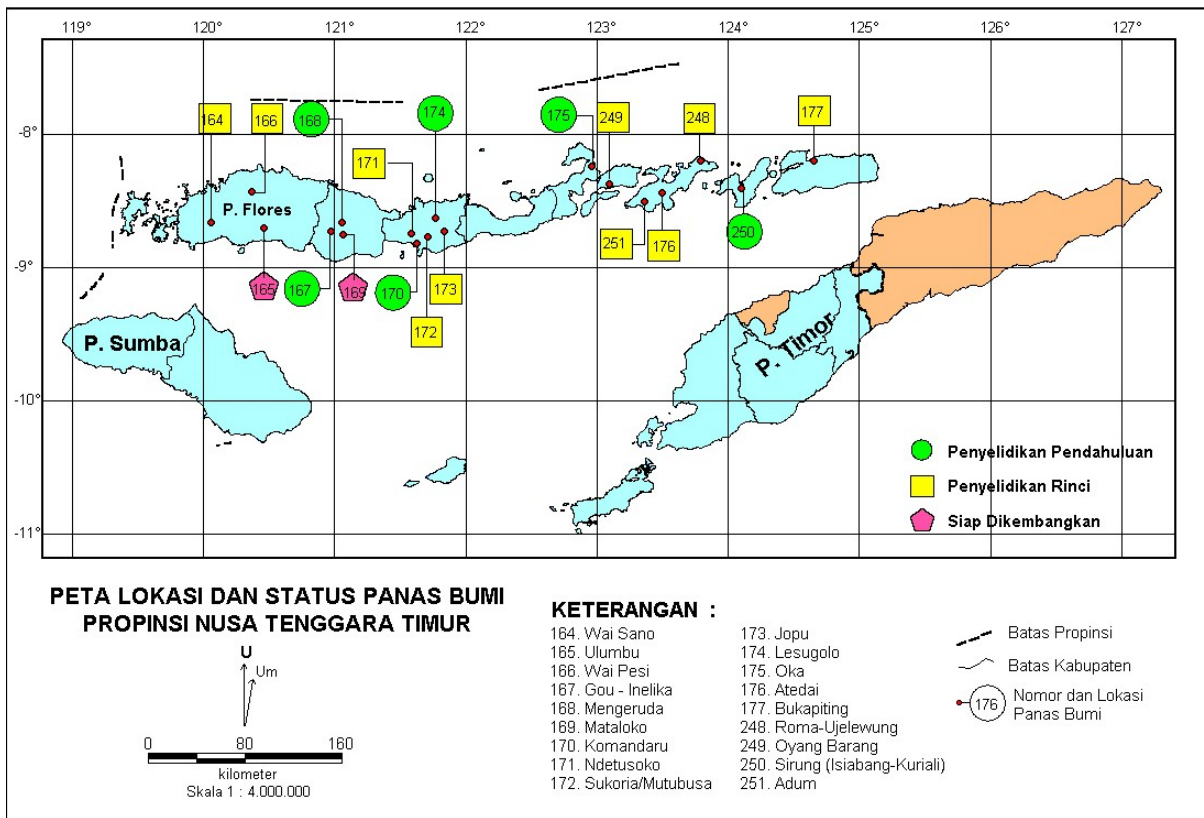 119° 120° 121° 122° 123° 124° 125° 126° 127°
-8°
-9°
-10°
-11°
164 166 168 174 175 249 248 177
171
P. Flores
251 176 250
165 167 169 170 173
172
P. Sumba
P. Timor
Penyelidikan Pendahuluan
Penyelidikan Rinci
Siap Dikembangkan
PETA LOKASI DAN STATUS PANAS BUMI
PROPINSI NUSA TENGGARA TIMUR
U
Um
0 80 160
kilometer
Skala 1 : 4.000.000
KETERANGAN :
164. Wai Sano
165. Ulumbu
166. Wai Pesi
167. Gou - Inelika
168. Mengeruda
169. Mataloko
170. Komandaru
171. Ndetusoko
172. Sukoria/Mutubusa
173. Jopu
174. Lesugolo
175. Oka
176. Atedai
177. Bukapiting
248. Roma-Ujelewung
249. Oyang Barang
250. Sirung (Isiabang-Kuriali)
251. Adum
Batas Propinsi
Batas Kabupaten
176 Nomor dan Lokasi
Panas Bumi